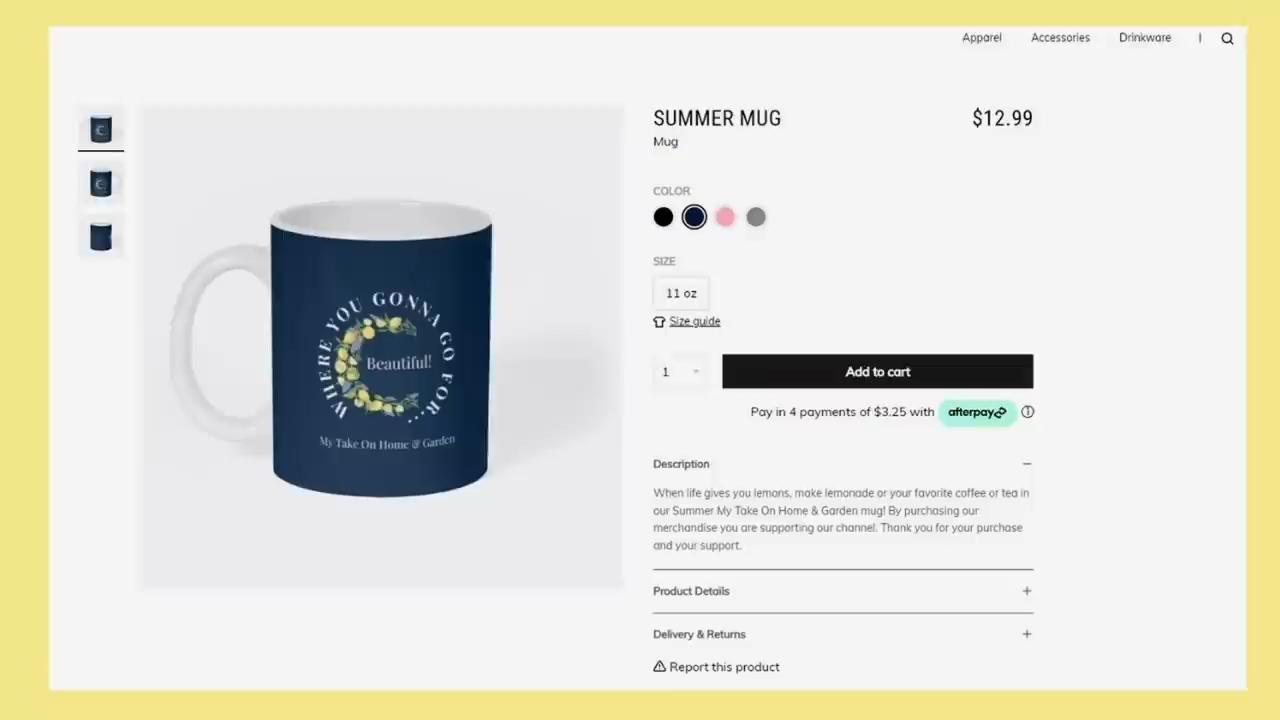 Apparel Accessories Drinkware |
SUMMER MUG $12.99
Mug
COLOR
SIZE
11 oz
Size guide
1 Add to cart
Pay in 4 payments of $3.25 with afterpay
Description
When life gives you lemons, make lemonade or your favorite coffee or tea in
our Summer My Take On Home & Garden mug! By purchasing our
merchandise you are supporting our channel. Thank you for your purchase
and your support.
Product Details
Delivery & Returns
Report this product
WHERE YOU GONNA GO FOR...
Beautiful!
My Take On Home & Garden